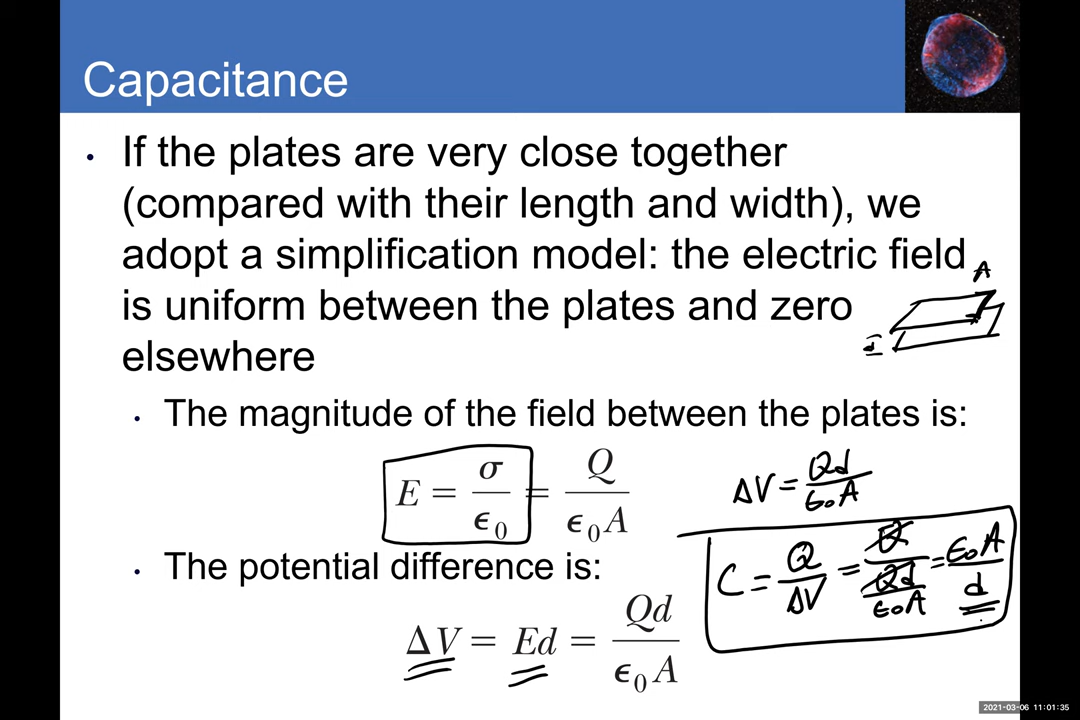 Capacitance
• If the plates are very close together
(compared with their length and width), we
adopt a simplification model: the electric field
is uniform between the plates and zero
elsewhere
A
d
• The magnitude of the field between the plates is:
E = σ/ϵ₀ = Q/ϵ₀A
ΔV = Qd/ϵ₀A
• The potential difference is:
C = Q/ΔV = Q/(Qd/ϵ₀A) = ϵ₀A/d
ΔV = Ed = Qd/ϵ₀A
2021-03-06 11:01:35